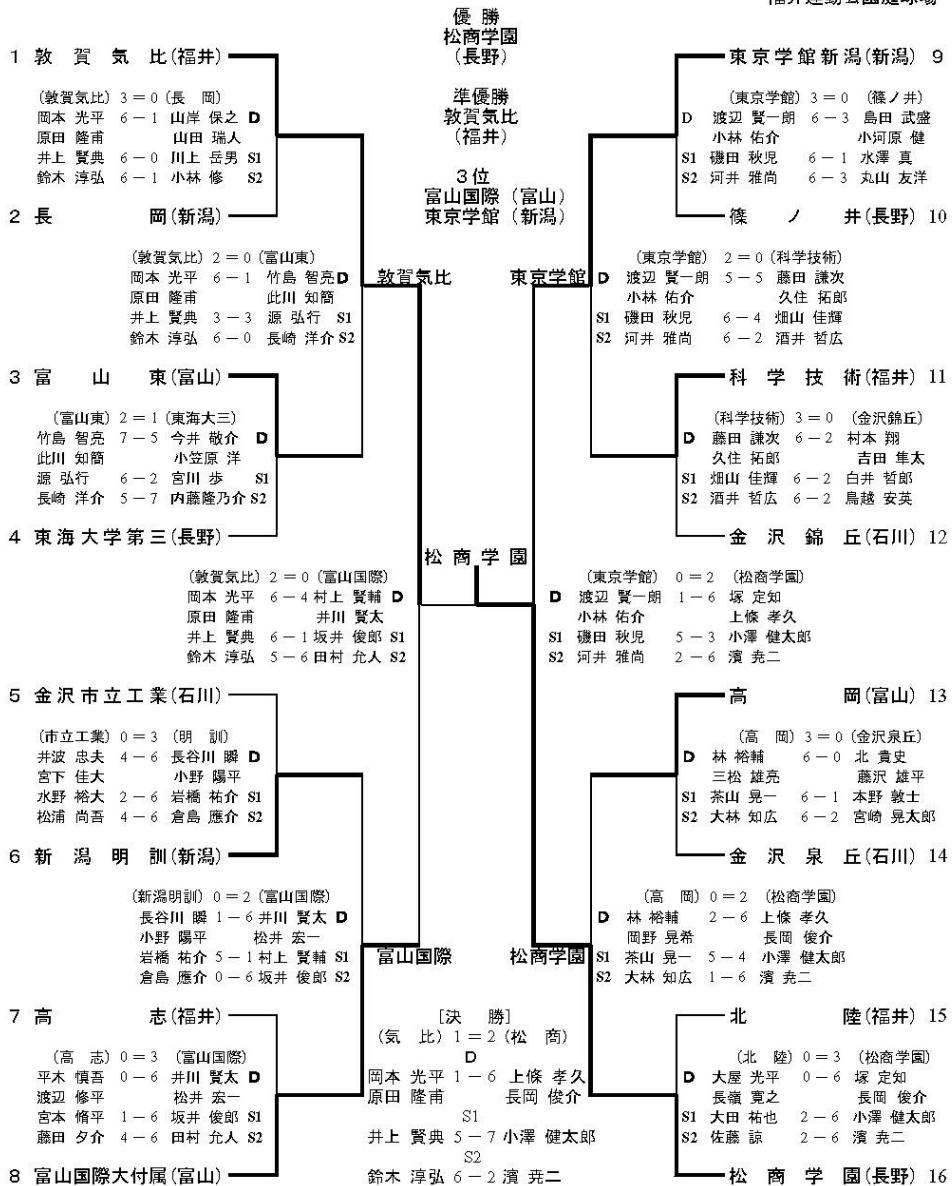 優 勝
松商学園
(長野)
準優勝
敦賀気比
(福井)
3位
富山国際 (富山)
東京学館 (新潟)
1 敦 賀 気 比(福井)
(敦賀気比) 3=0 (長 岡)
岡本 光平 6-1 山岸 保之 D
原田 隆甫 山田 瑞人
井上 賢典 6-0 川上 岳男 S1
鈴木 淳弘 6-1 小林 修 S2
2 長 岡(新潟)
(敦賀気比) 2=0 (富山東)
岡本 光平 6-1 竹島 智亮 D
原田 隆甫 此川 知簡
井上 賢典 3-3 源 弘行 S1
鈴木 淳弘 6-0 長崎 洋介 S2
敦賀気比
3 富 山 東(富山)
(富山東) 2=1 (東海大三)
竹島 智亮 7-5 今井 敬介 D
此川 知簡 小笠原 洋
源 弘行 6-2 宮川 歩 S1
長崎 洋介 5-7 内藤隆乃介 S2
4 東海大学第三(長野)
(敦賀気比) 2=0 (富山国際)
岡本 光平 6-4 村上 賢輔 D
原田 隆甫 井川 賢太
井上 賢典 6-1 坂井 俊郎 S1
鈴木 淳弘 5-6 田村 允人 S2
5 金沢市立工業(石川)
(市立工業) 0=3 (明 訓)
井波 忠夫 4-6 長谷川 瞬 D
宮下 佳大 小野 陽平
水野 裕大 2-6 岩橋 祐介 S1
松浦 尚吾 4-6 倉島 應介 S2
6 新 潟 明 訓(新潟)
(新潟明訓) 0=2 (富山国際)
長谷川 瞬 1-6 井川 賢太 D
小野 陽平 松井 宏一
岩橋 祐介 5-1 村上 賢輔 S1
倉島 應介 0-6 坂井 俊郎 S2
富山国際
7 高 志(福井)
(高 志) 0=3 (富山国際)
平木 慎吾 0-6 井川 賢太 D
渡辺 修平 松井 宏一
宮本 脩平 1-6 坂井 俊郎 S1
藤田 夕介 4-6 田村 允人 S2
8 富山国際大付属(富山)
松 商 学 園
[決 勝]
(気 比) 1=2 (松 商)
D
岡本 光平 1-6 上條 孝久
原田 隆甫 長岡 俊介
S1
井上 賢典 5-7 小澤 健太郎
S2
鈴木 淳弘 6-2 濱 尭二
東京学館新潟(新潟) 9
(東京学館) 3=0 (篠ノ井)
D 渡辺 賢一朗 6-3 島田 武盛
小林 佑介 小河原 健
S1 磯田 秋児 6-1 水澤 真
S2 河井 雅尚 6-3 丸山 友洋
篠 ノ 井(長野) 10
(東京学館) 2=0 (科学技術)
D 渡辺 賢一朗 5-5 藤田 謙次
小林 佑介 久住 拓郎
S1 磯田 秋児 6-4 畑山 佳輝
S2 河井 雅尚 6-2 酒井 哲広
東京学館
科 学 技 術(福井) 11
(科学技術) 3=0 (金沢錦丘)
D 藤田 謙次 6-2 村本 翔
久住 拓郎 吉田 隼太
S1 畑山 佳輝 6-2 白井 哲郎
S2 酒井 哲広 6-2 鳥越 安英
金 沢 錦 丘(石川) 12
(東京学館) 0=2 (松商学園)
D 渡辺 賢一朗 1-6 塚 定知
小林 佑介 上條 孝久
S1 磯田 秋児 5-3 小澤 健太郎
S2 河井 雅尚 2-6 濱 尭二
高 岡(富山) 13
(高 岡) 3=0 (金沢泉丘)
D 林 裕輔 6-0 北 貴史
三松 雄亮 藤沢 雄平
S1 茶山 晃一 6-1 本野 敦士
S2 大林 知広 6-2 宮崎 晃太郎
金 沢 泉 丘(石川) 14
(高 岡) 0=2 (松商学園)
D 林 裕輔 2-6 上條 孝久
岡野 晃希 長岡 俊介
S1 茶山 晃一 5-4 小澤 健太郎
S2 大林 知広 1-6 濱 尭二
松商学園
北 陸(福井) 15
(北 陸) 0=3 (松商学園)
D 大屋 光平 0-6 塚 定知
長嶺 寛之 長岡 俊介
S1 大田 祐也 2-6 小澤 健太郎
S2 佐藤 諒 2-6 濱 尭二
松 商 学 園(長野) 16